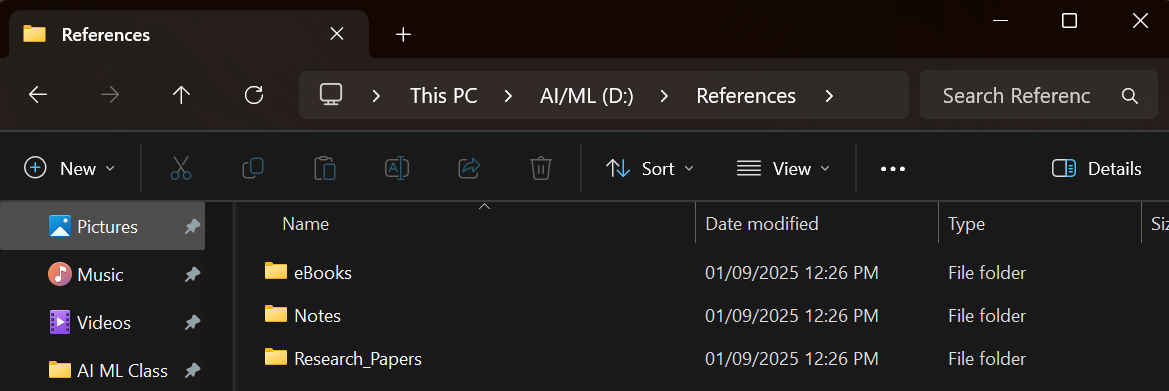 References
This PC AI/ML (D:) References Search Referenc
New Sort View Details
Name Date modified Type Siz
Pictures
Music
Videos
AI ML Class
eBooks 01/09/2025 12:26 PM File folder
Notes 01/09/2025 12:26 PM File folder
Research_Papers 01/09/2025 12:26 PM File folder